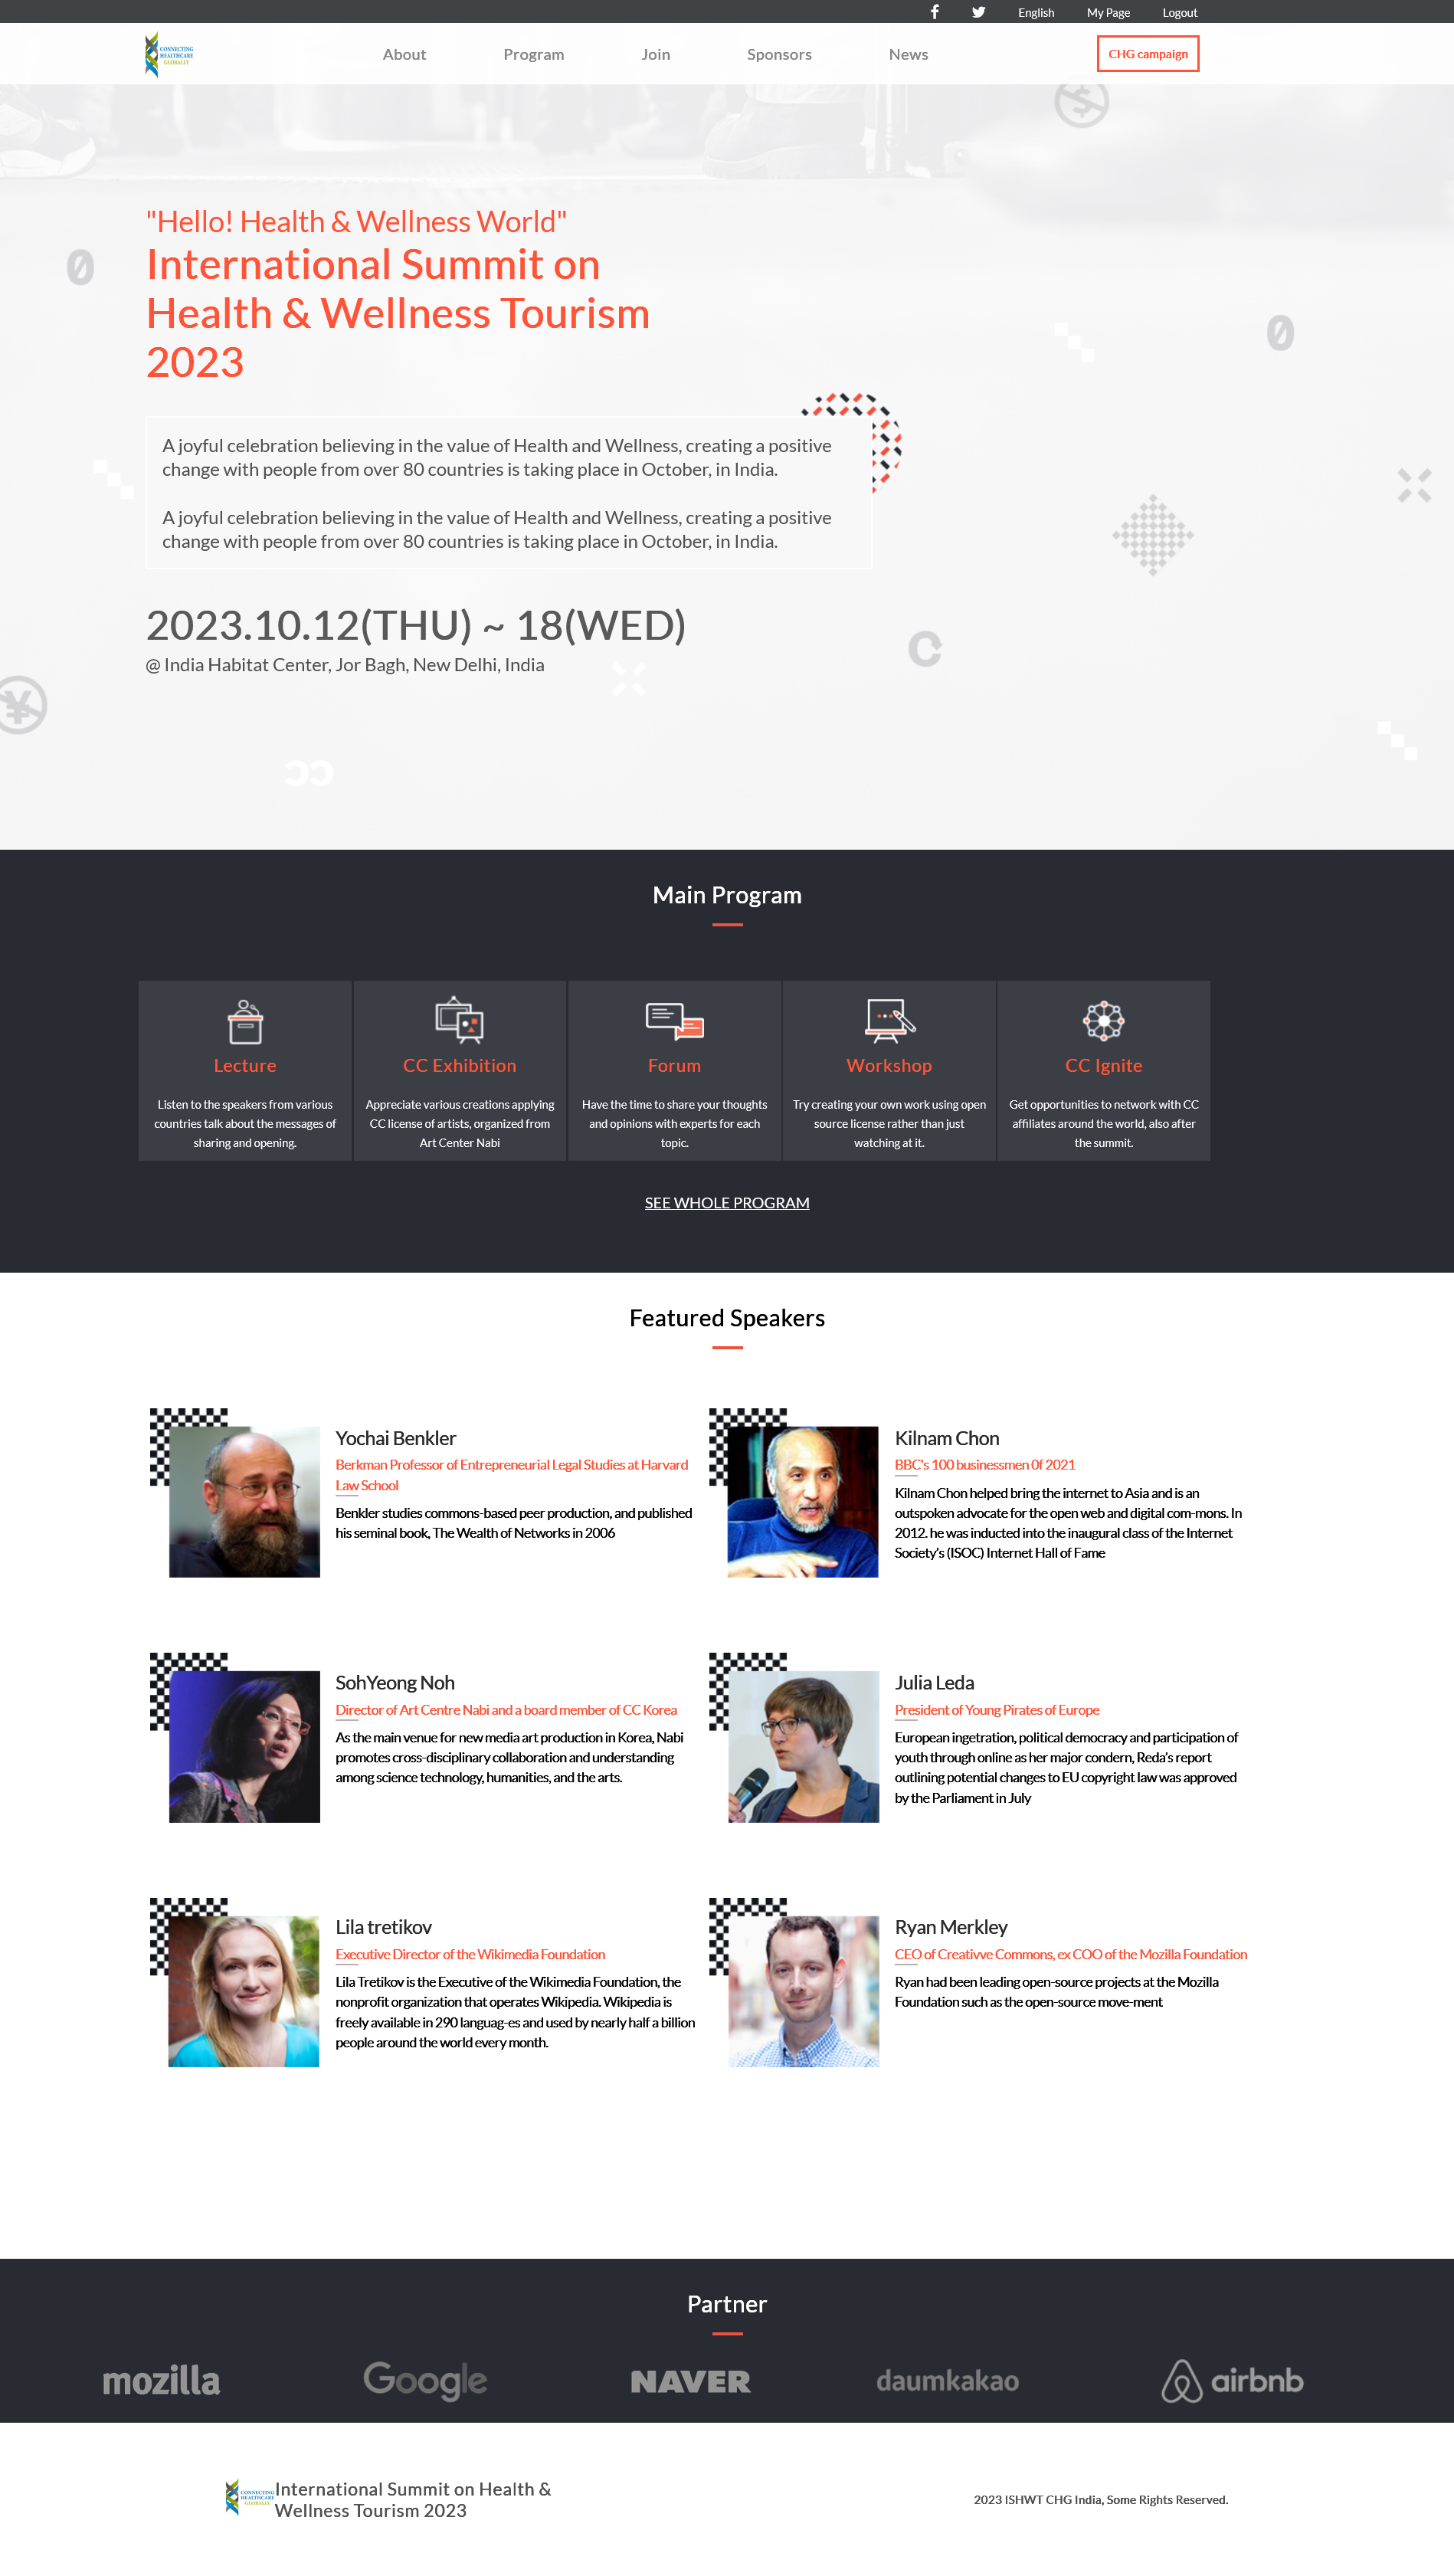 English My Page Logout
CONNECTING
HEALTHCARE
GLOBALLY
About Program Join Sponsors News
CHG campaign
"Hello! Health & Wellness World"
International Summit on
Health & Wellness Tourism
2023
A joyful celebration believing in the value of Health and Wellness, creating a positive
change with people from over 80 countries is taking place in October, in India.
A joyful celebration believing in the value of Health and Wellness, creating a positive
change with people from over 80 countries is taking place in October, in India.
2023.10.12(THU) ~ 18(WED)
@ India Habitat Center, Jor Bagh, New Delhi, India
Main Program
Lecture
Listen to the speakers from various
countries talk about the messages of
sharing and opening.
CC Exhibition
Appreciate various creations applying
CC license of artists, organized from
Art Center Nabi
Forum
Have the time to share your thoughts
and opinions with experts for each
topic.
Workshop
Try creating your own work using open
source license rather than just
watching at it.
CC Ignite
Get opportunities to network with CC
affiliates around the world, also after
the summit.
SEE WHOLE PROGRAM
Featured Speakers
Yochai Benkler
Berkman Professor of Entrepreneurial Legal Studies at Harvard
Law School
Benkler studies commons-based peer production, and published
his seminal book, The Wealth of Networks in 2006
Kilnam Chon
BBC's 100 businessmen 0f 2021
Kilnam Chon helped bring the internet to Asia and is an
outspoken advocate for the open web and digital com-mons. In
2012. he was inducted into the inaugural class of the Internet
Society's (ISOC) Internet Hall of Fame
SohYeong Noh
Director of Art Centre Nabi and a board member of CC Korea
As the main venue for new media art production in Korea, Nabi
promotes cross-disciplinary collaboration and understanding
among science technology, humanities, and the arts.
Julia Leda
President of Young Pirates of Europe
European ingetration, political democracy and participation of
youth through online as her major condern, Reda's report
outlining potential changes to EU copyright law was approved
by the Parliament in July
Lila tretikov
Executive Director of the Wikimedia Foundation
Lila Tretikov is the Executive of the Wikimedia Foundation, the
nonprofit organization that operates Wikipedia. Wikipedia is
freely available in 290 languag-es and used by nearly half a billion
people around the world every month.
Ryan Merkley
CEO of Creativve Commons, ex COO of the Mozilla Foundation
Ryan had been leading open-source projects at the Mozilla
Foundation such as the open-source move-ment
Partner
mozilla Google NAVER daumkakao airbnb
CONNECTING
HEALTHCARE
GLOBALLY
International Summit on Health &
Wellness Tourism 2023
2023 ISHWT CHG India, Some Rights Reserved.